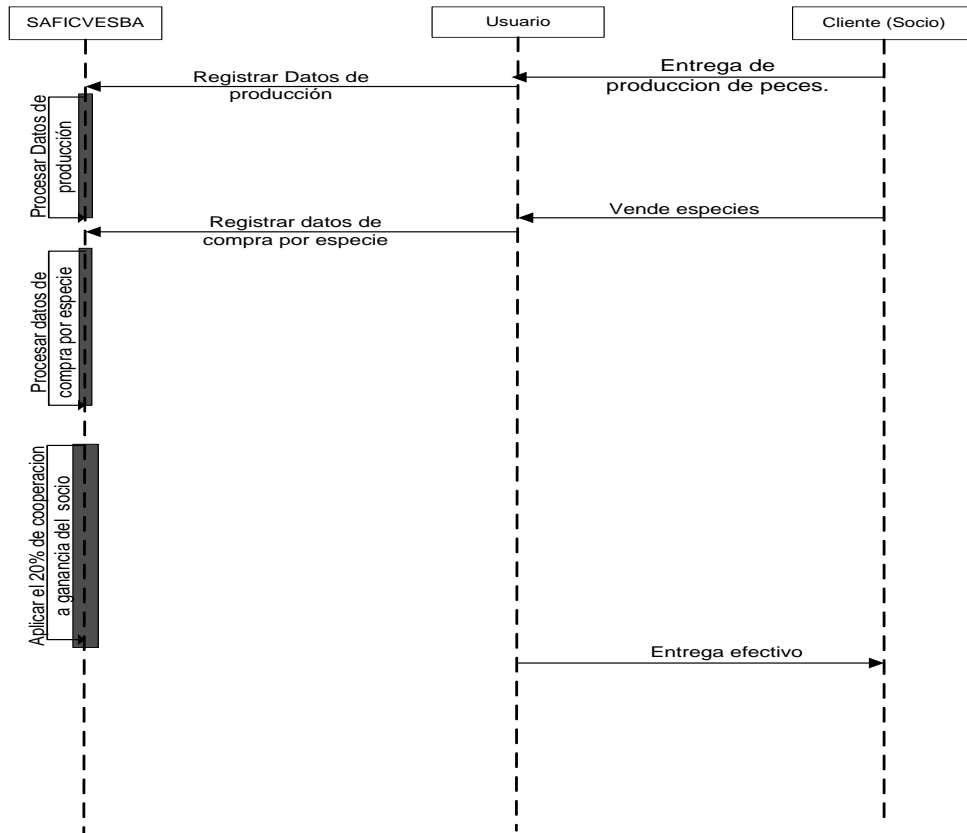 SAFICVESBA
Usuario
Cliente (Socio)
Entrega de
produccion de peces.
Registrar Datos de
producción
Procesar Datos de
producción
Vende especies
Registrar datos de
compra por especie
Procesar datos de
compra por especie
Aplicar el 20% de cooperacion
a ganancia del socio
Entrega efectivo